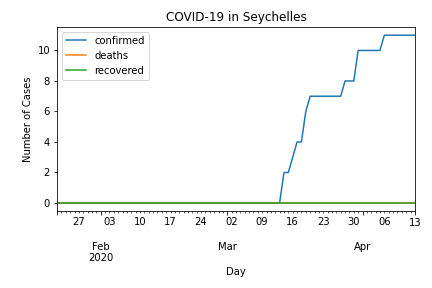 COVID-19 in Seychelles
confirmed
deaths
recovered
Number of Cases
10
8
6
4
2
0
27 03 10 17 24 02 09 16 23 30 06 13
Feb Mar Apr
2020
Day